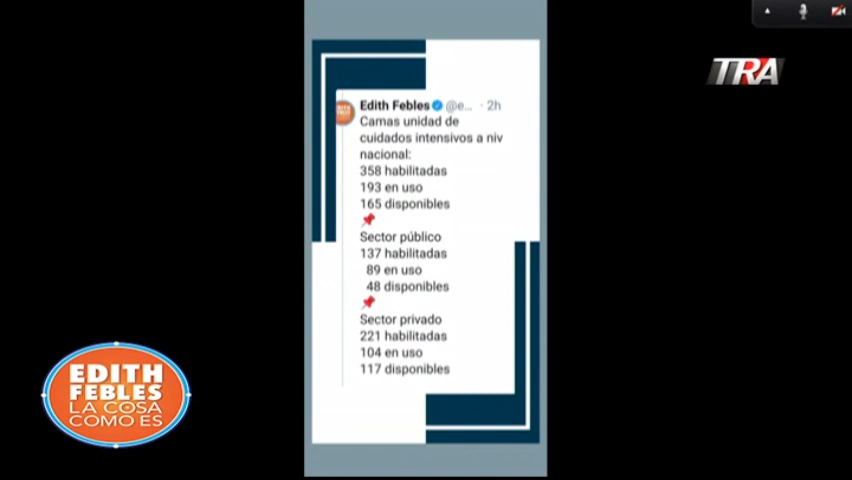 TRA
Edith Febles @e... · 2h
Camas unidad de
cuidados intensivos a niv
nacional:
358 habilitadas
193 en uso
165 disponibles
Sector público
137 habilitadas
89 en uso
48 disponibles
Sector privado
221 habilitadas
104 en uso
117 disponibles
EDITH
FEBLES
LA COSA
COMO ES